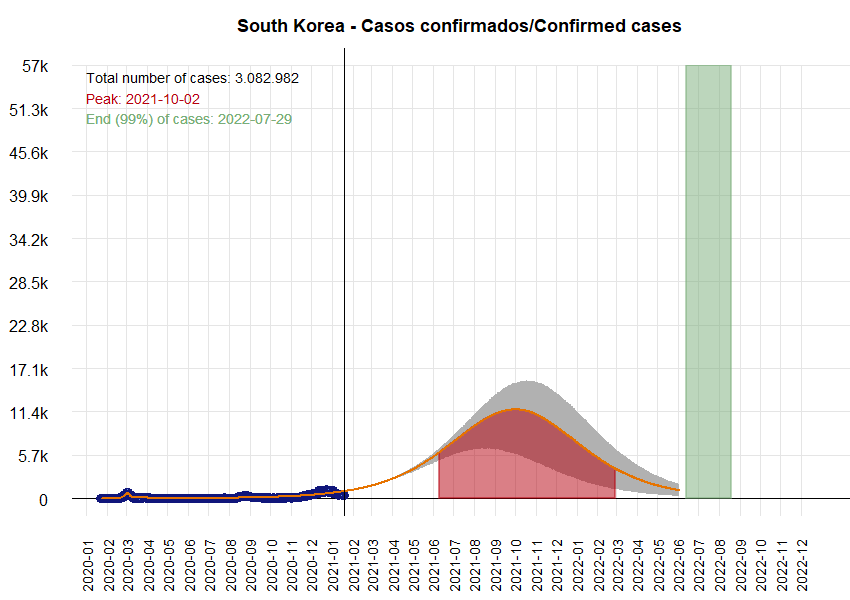 South Korea - Casos confirmados/Confirmed cases
57k
Total number of cases: 3.082.982
Peak: 2021-10-02
End (99%) of cases: 2022-07-29
51.3k
45.6k
39.9k
34.2k
28.5k
22.8k
17.1k
11.4k
5.7k
0
2020-01
2020-02
2020-03
2020-04
2020-05
2020-06
2020-07
2020-08
2020-09
2020-10
2020-11
2020-12
2021-01
2021-02
2021-03
2021-04
2021-05
2021-06
2021-07
2021-08
2021-09
2021-10
2021-11
2021-12
2022-01
2022-02
2022-03
2022-04
2022-05
2022-06
2022-07
2022-08
2022-09
2022-10
2022-11
2022-12